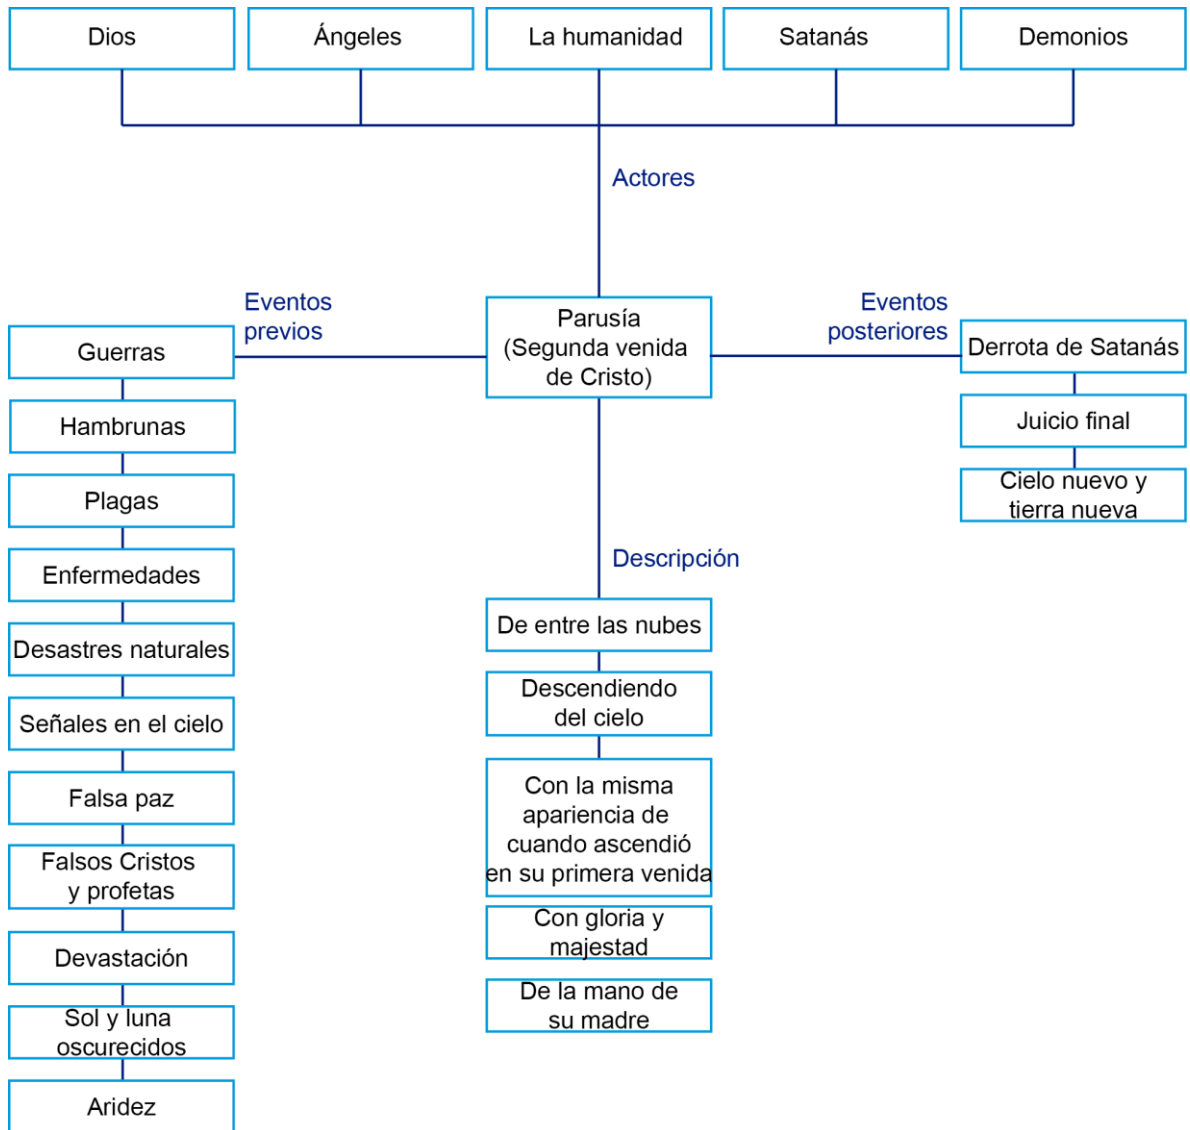 Dios
Ángeles
La humanidad
Satanás
Demonios
Actores
Eventos
previos
Parusía
(Segunda venida
de Cristo)
Eventos
posteriores
Guerras
Hambrunas
Plagas
Enfermedades
Desastres naturales
Señales en el cielo
Falsa paz
Falsos Cristos
y profetas
Devastación
Sol y luna
oscurecidos
Aridez
Descripción
De entre las nubes
Descendiendo
del cielo
Con la misma
apariencia de
cuando ascendió
en su primera venida
Con gloria y
majestad
De la mano de
su madre
Derrota de Satanás
Juicio final
Cielo nuevo y
tierra nueva